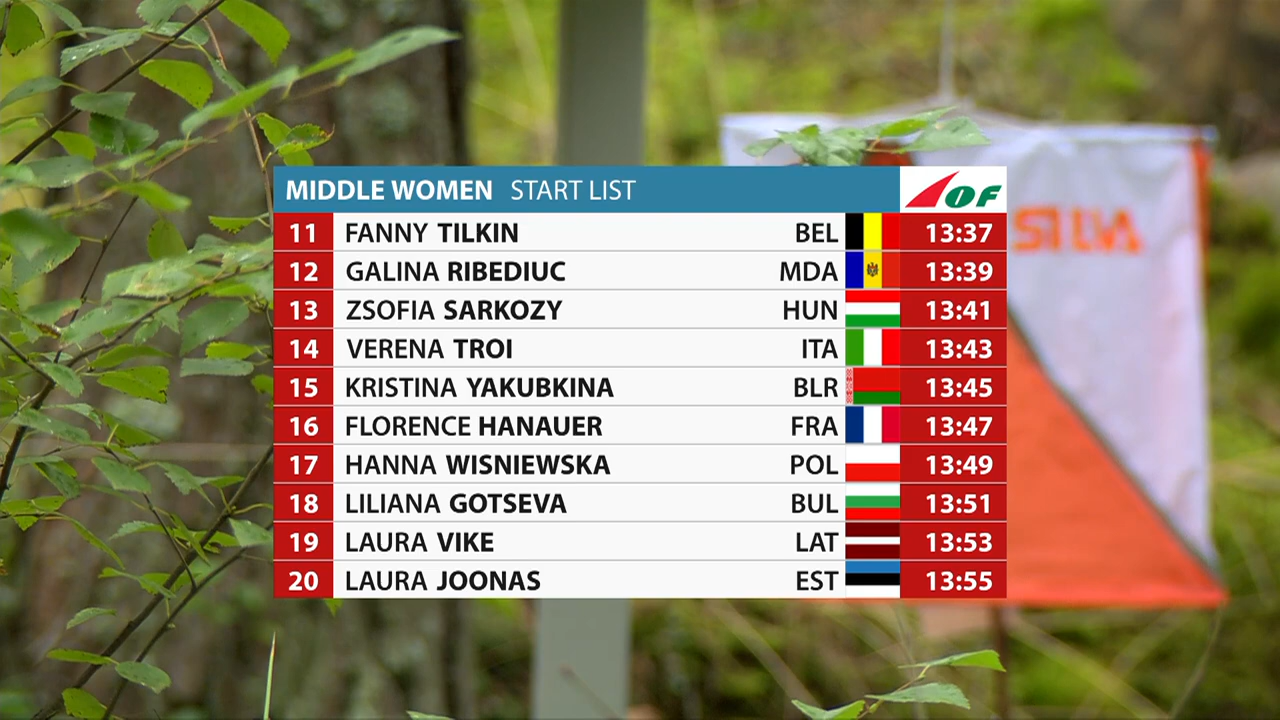 MIDDLE WOMEN START LIST IOF
11 FANNY TILKIN BEL 13:37
12 GALINA RIBEDIUC MDA 13:39
13 ZSOFIA SARKOZY HUN 13:41
14 VERENA TROI ITA 13:43
15 KRISTINA YAKUBKINA BLR 13:45
16 FLORENCE HANAUER FRA 13:47
17 HANNA WISNIEWSKA POL 13:49
18 LILIANA GOTSEVA BUL 13:51
19 LAURA VIKE LAT 13:53
20 LAURA JOONAS EST 13:55
SILVA